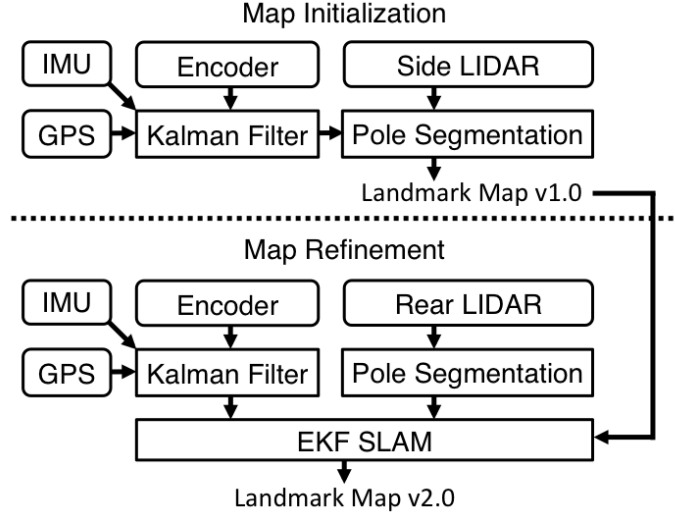 Map Initialization
IMU
Encoder
Side LIDAR
GPS
Kalman Filter
Pole Segmentation
Landmark Map v1.0
Map Refinement
IMU
Encoder
Rear LIDAR
GPS
Kalman Filter
Pole Segmentation
EKF SLAM
Landmark Map v2.0